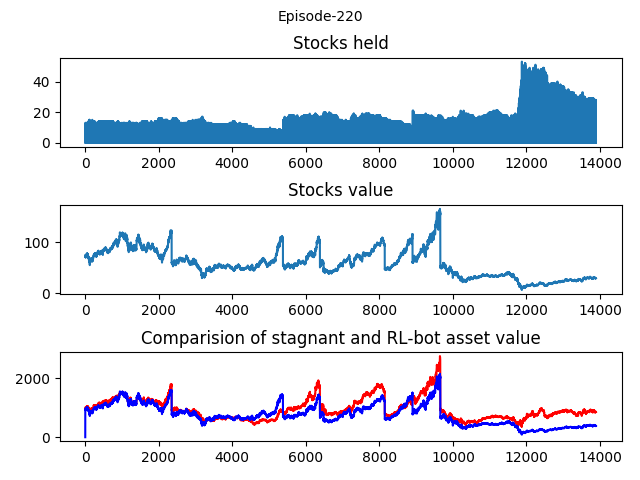 Episode-220
Stocks held
40
20
0
0 2000 4000 6000 8000 10000 12000 14000
Stocks value
100
0
0 2000 4000 6000 8000 10000 12000 14000
Comparision of stagnant and RL-bot asset value
2000
0
0 2000 4000 6000 8000 10000 12000 14000